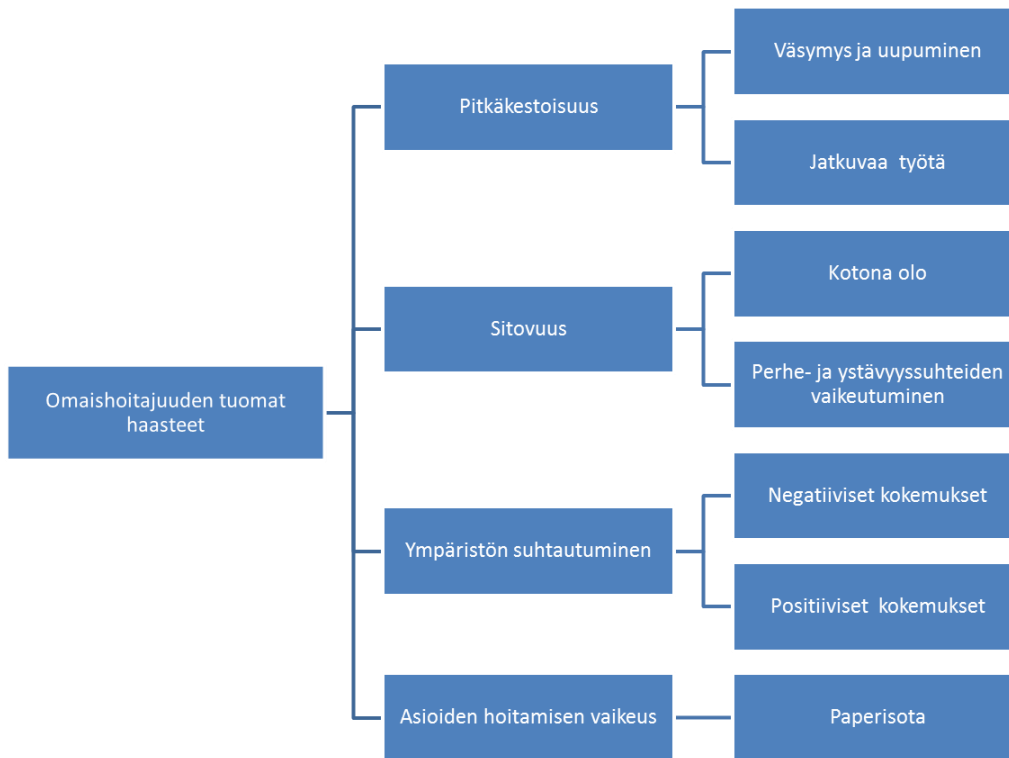 Omaishoitajuuden tuomat
haasteet
Pitkäkestoisuus
Väsymys ja uupuminen
Jatkuvaa työtä
Sitovuus
Kotona olo
Perhe- ja ystävyyssuhteiden
vaikeutuminen
Ympäristön suhtautuminen
Negatiiviset kokemukset
Positiiviset kokemukset
Asioiden hoitamisen vaikeus
Paperisota